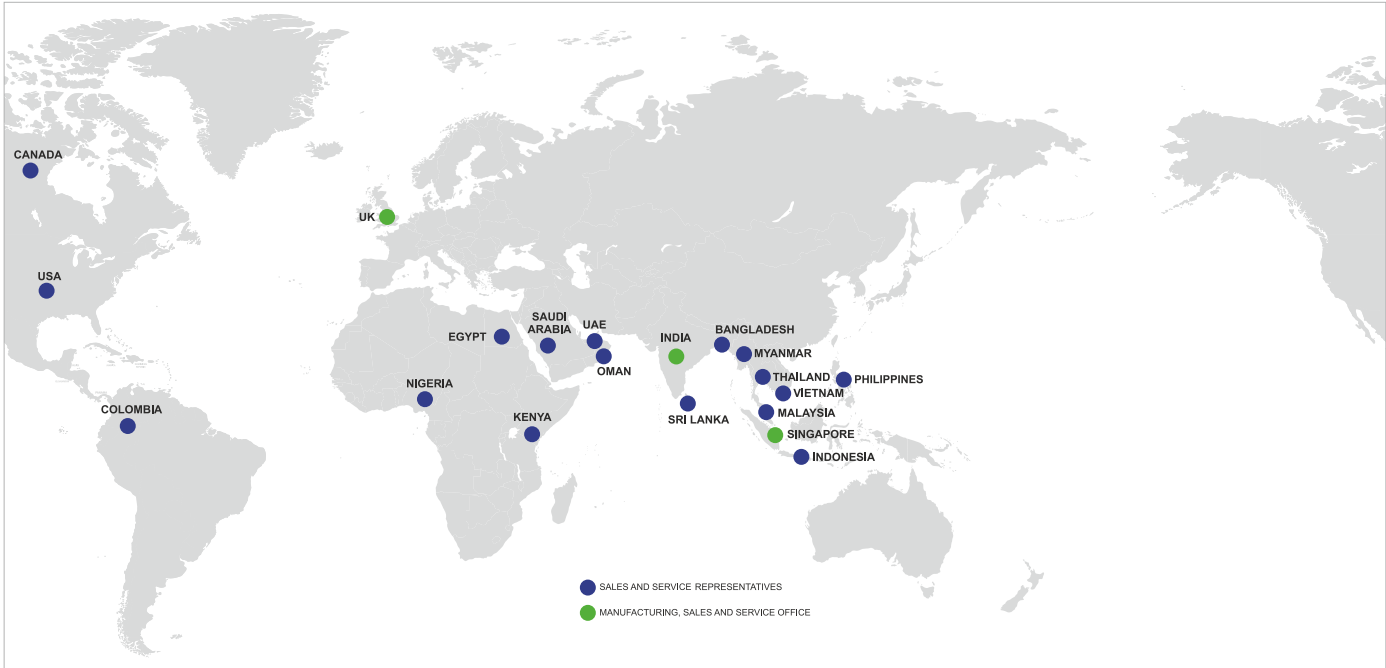 CANADA
UK
USA
SAUDI
ARABIA
UAE
EGYPT
OMAN
INDIA
BANGLADESH
MYANMAR
THAILAND
PHILIPPINES
VIETNAM
NIGERIA
MALAYSIA
COLOMBIA
KENYA
SRI LANKA
SINGAPORE
INDONESIA
SALES AND SERVICE REPRESENTATIVES
MANUFACTURING, SALES AND SERVICE OFFICE